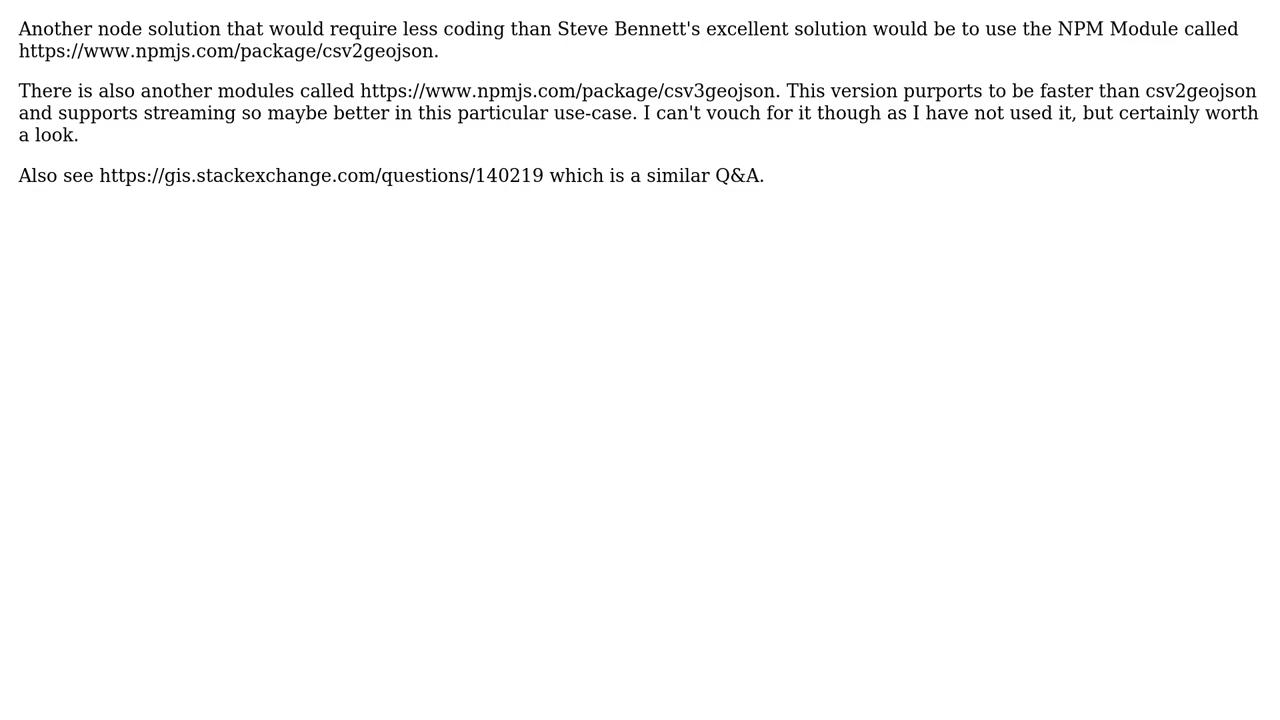 Another node solution that would require less coding than Steve Bennett's excellent solution would be to use the NPM Module called
https://www.npmjs.com/package/csv2geojson.
There is also another modules called https://www.npmjs.com/package/csv3geojson. This version purports to be faster than csv2geojson
and supports streaming so maybe better in this particular use-case. I can't vouch for it though as I have not used it, but certainly worth
a look.
Also see https://gis.stackexchange.com/questions/140219 which is a similar Q&A.